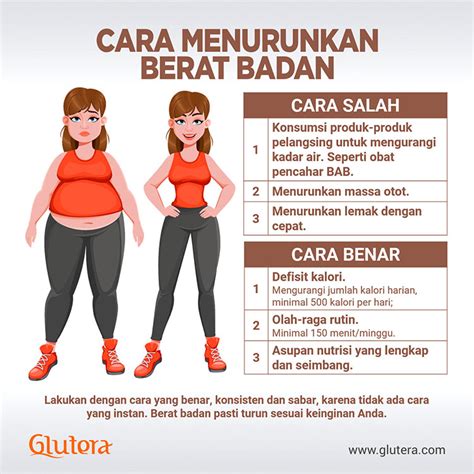 CARA MENURUNKAN
BERAT BADAN
CARA SALAH
1 Konsumsi produk-produk
pelangsing untuk mengurangi
kadar air. Seperti obat
pencahar BAB.
2 Menurunkan massa otot.
3 Menurunkan lemak dengan
cepat.
CARA BENAR
1 Defisit kalori.
Mengurangi jumlah kalori harian,
minimal 500 kalori per hari;
2 Olah-raga rutin.
Minimal 150 menit/minggu.
3 Asupan nutrisi yang lengkap
dan seimbang.
Lakukan dengan cara yang benar, konsisten dan sabar, karena tidak ada cara
yang instan. Berat badan pasti turun sesuai keinginan Anda.
Glutera
www.glutera.com